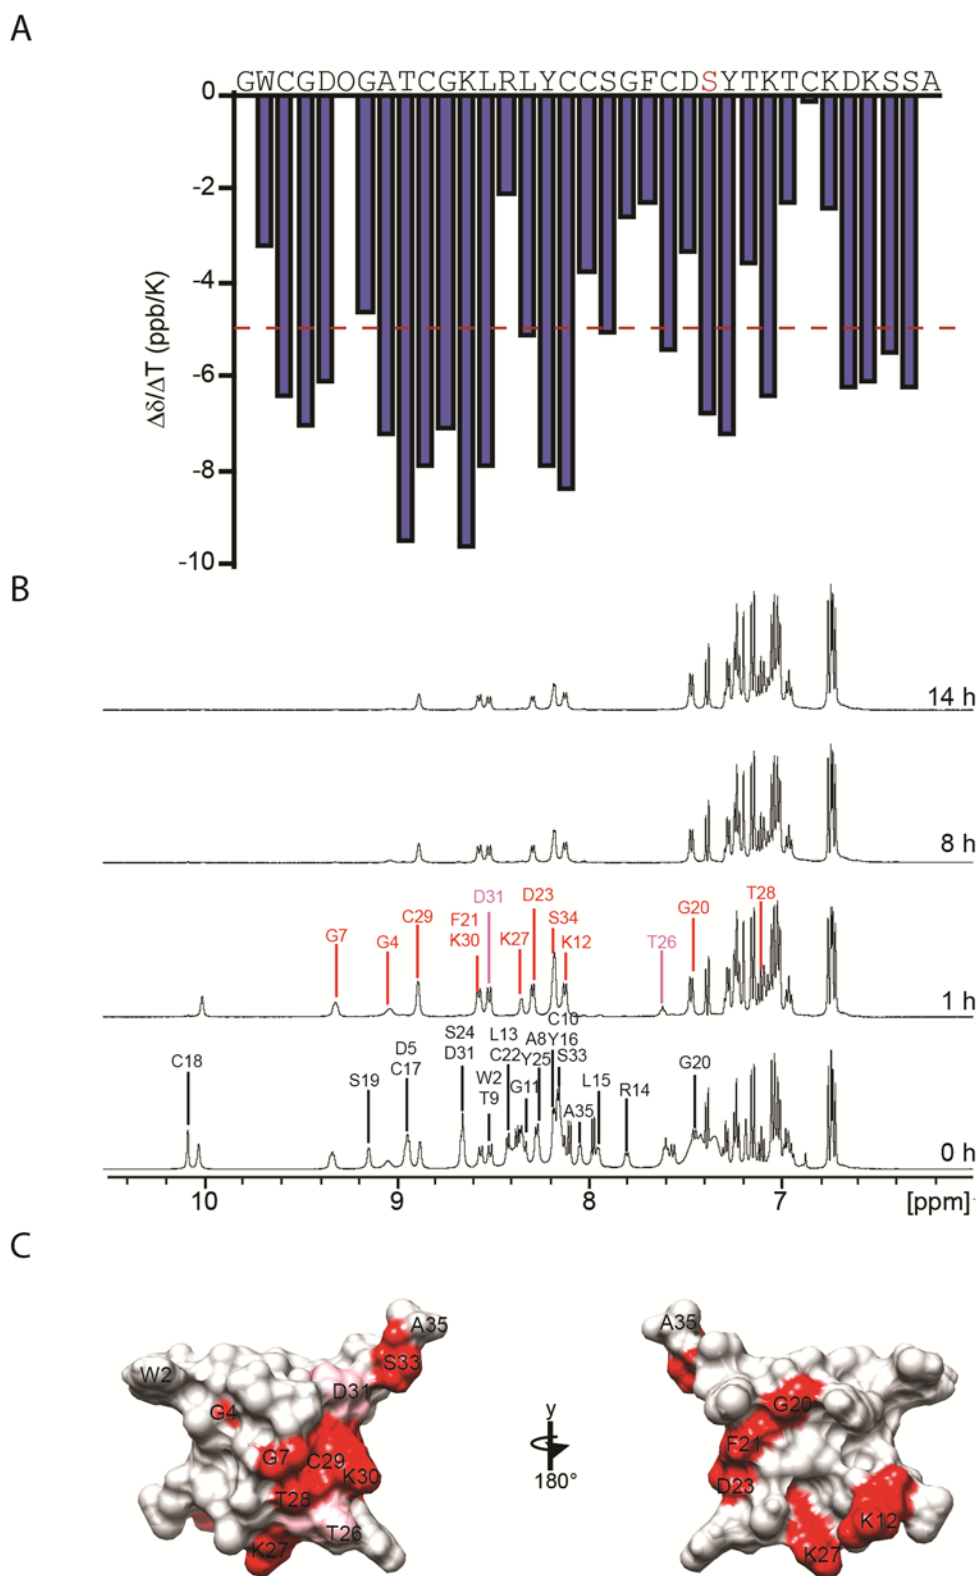 A
GWCGDOGATCGKLRLYCCSGFCDSYTKTCKDKSSA
0
-2
-4
-6
-8
-10
Δδ/ΔT (ppb/K)
B
14 h
8 h
D31 D23 T28
C29 F21 S34 G20
G7 G4 K30 K27 K12 T26
1 h
C10
S24 L13 A8 Y16
D5 D31 C22 Y25 S33
C18 S19 C17 W2 G11 L15 G20
T9 A35 R14
0 h
10 9 8 7 [ppm]
C
A35 A35
S33
W2 D31 y G20
G4 F21
G7 C29 K30 180° D23
T28 K12
T26
K27 K27